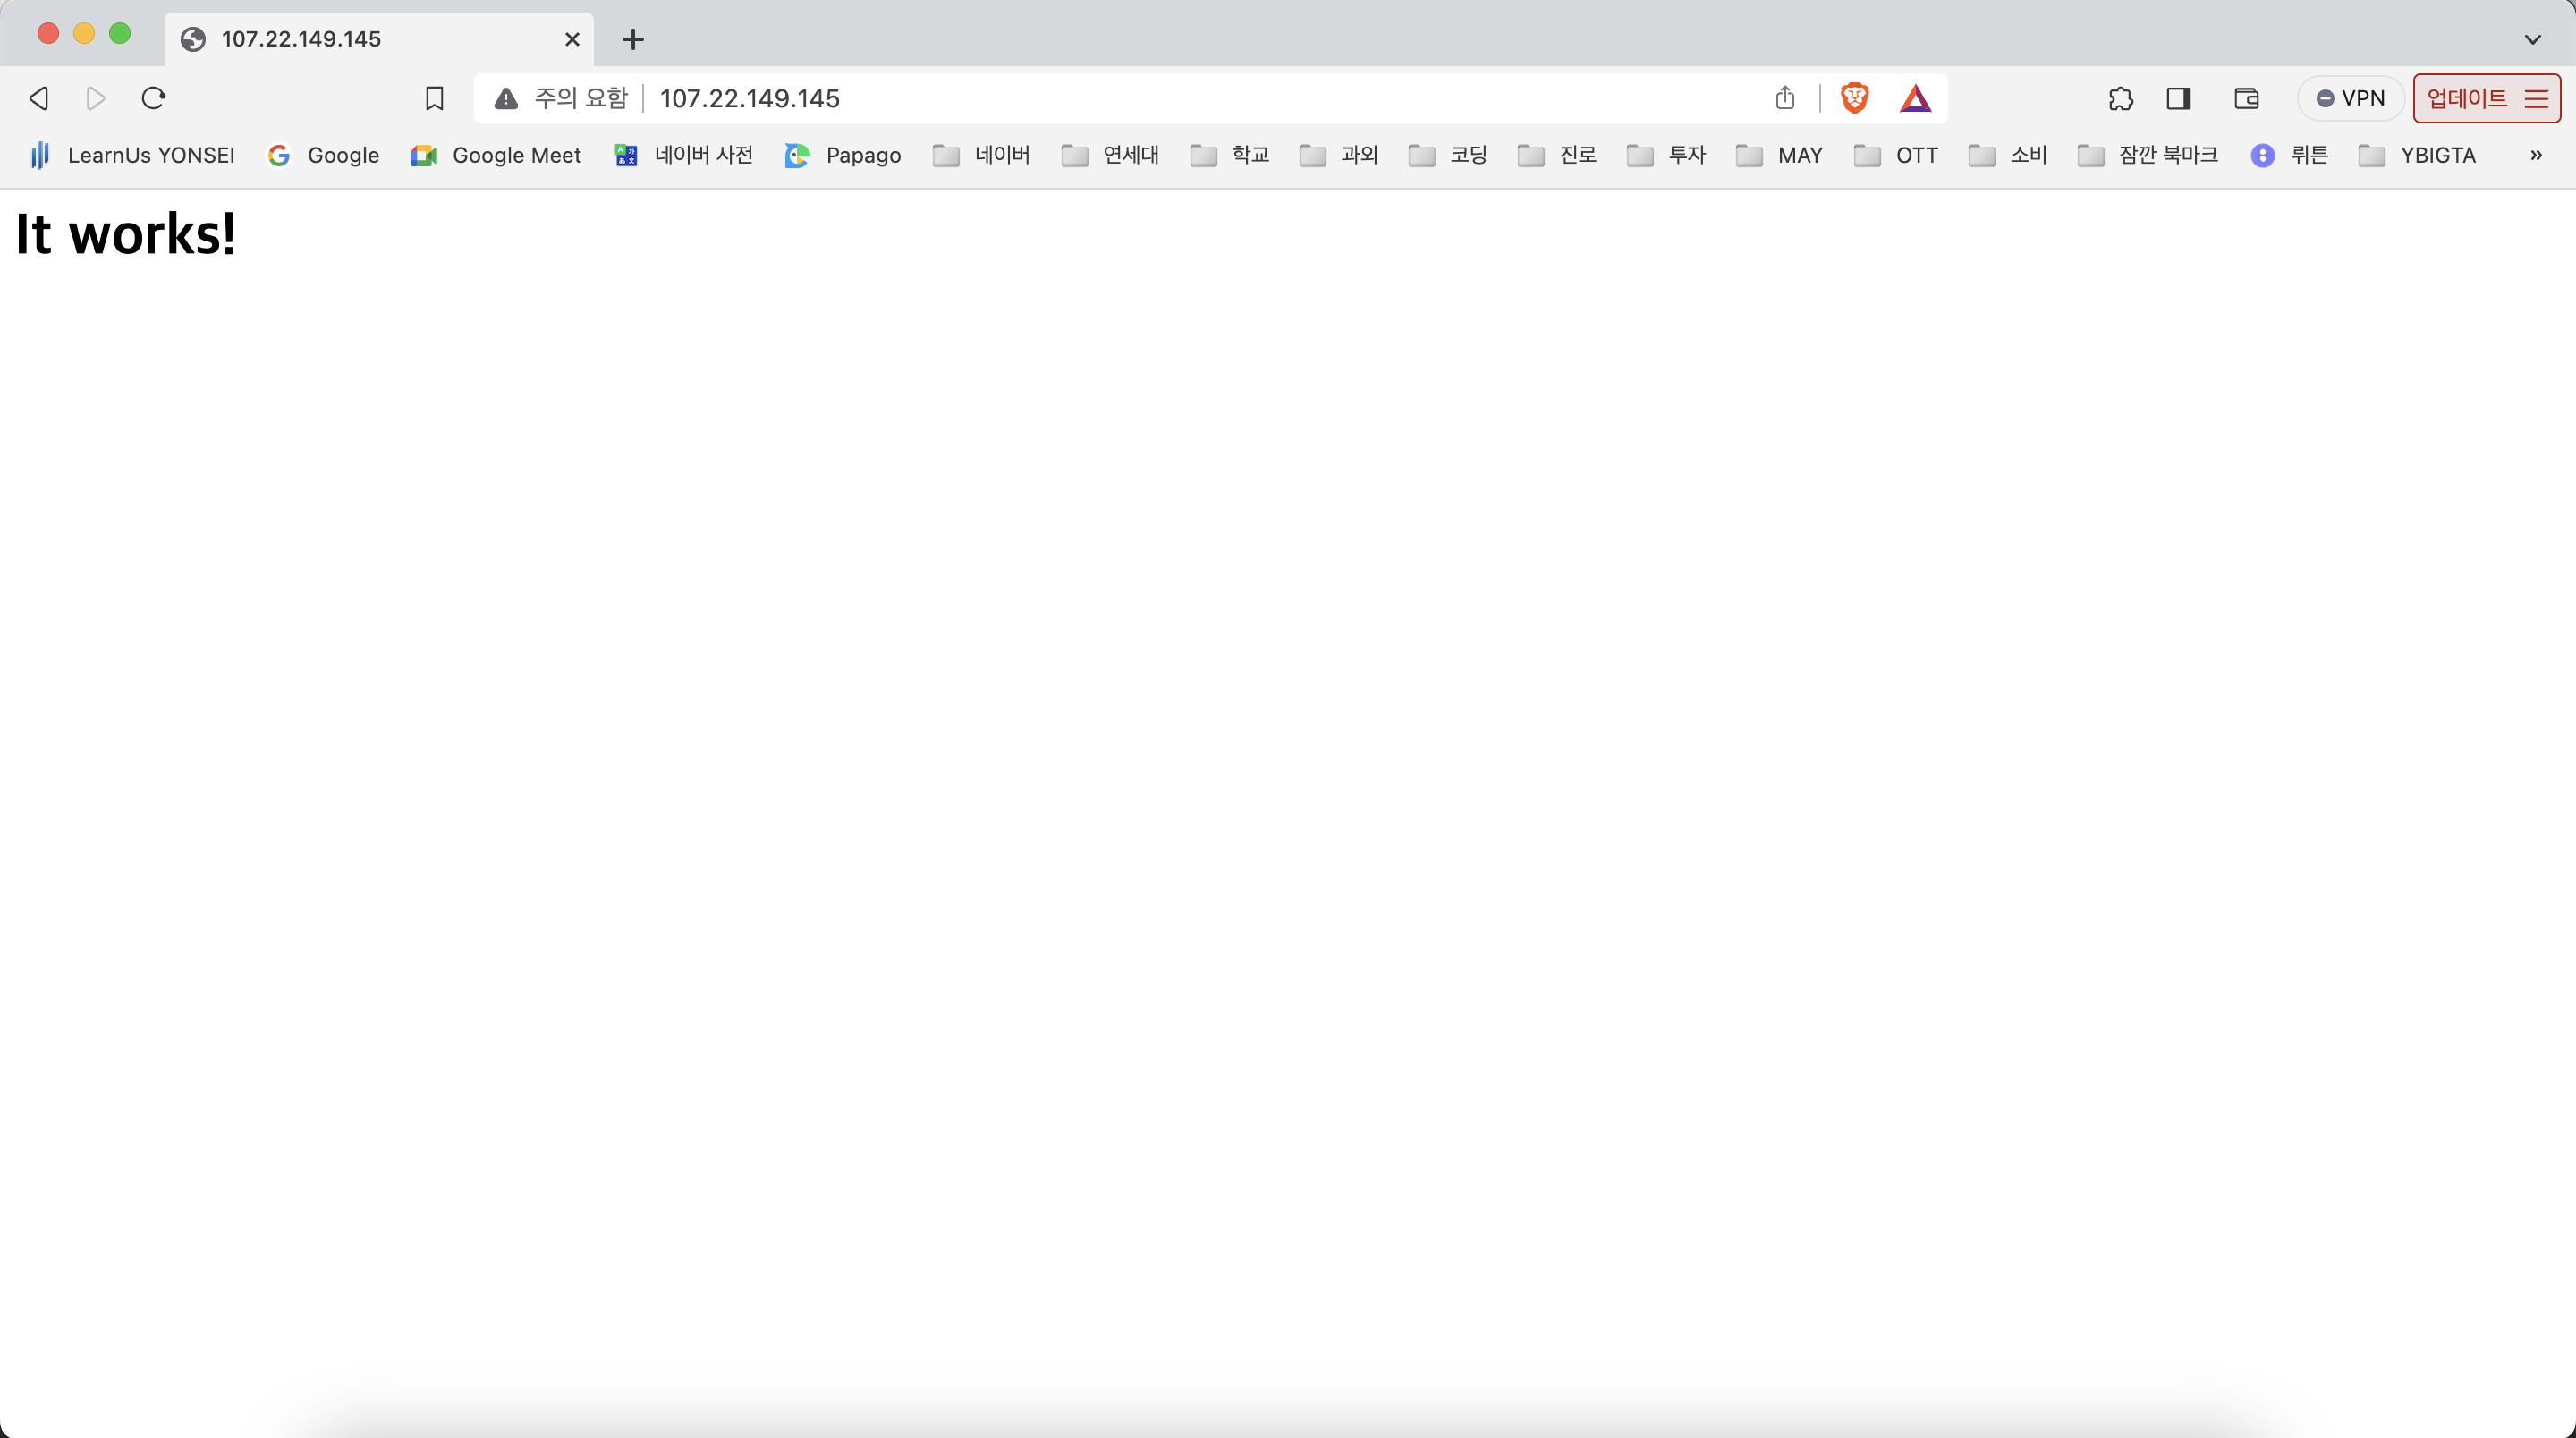 107.22.149.145
주의 요함 107.22.149.145 VPN 업데이트
LearnUs YONSEI Google Google Meet 네이버 사전 Papago 네이버 연세대 학교 과외 코딩 진로 투자 MAY OTT 소비 잠깐 북마크 뤼튼 YBIGTA »
It works!